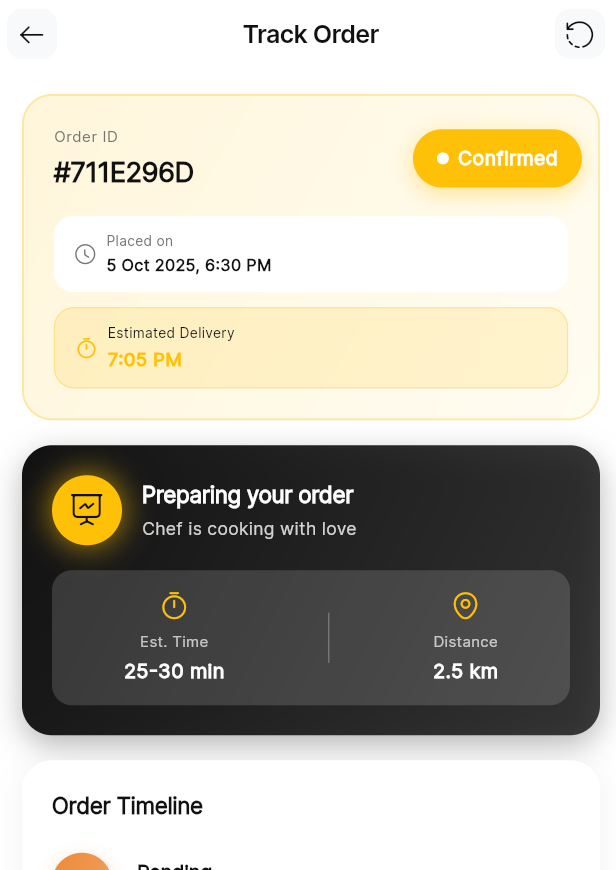 Track Order
Order ID
#711E296D
Confirmed
Placed on
5 Oct 2025, 6:30 PM
Estimated Delivery
7:05 PM
Preparing your order
Chef is cooking with love
Est. Time
25-30 min
Distance
2.5 km
Order Timeline
Pending